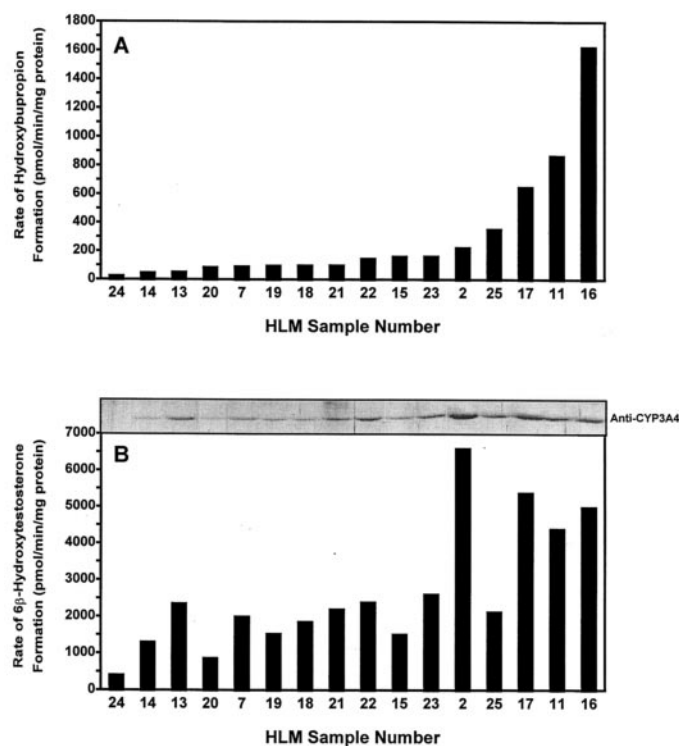 A
Rate of Hydroxybupropion
Formation (pmol/min/mg protein)
1800
1600
1400
1200
1000
800
600
400
200
0
24 14 13 20 7 19 18 21 22 15 23 2 25 17 11 16
HLM Sample Number
Anti-CYP3A4
B
Rate of 6β-Hydroxytestosterone
Formation (pmol/min/mg protein)
7000
6000
5000
4000
3000
2000
1000
0
24 14 13 20 7 19 18 21 22 15 23 2 25 17 11 16
HLM Sample Number